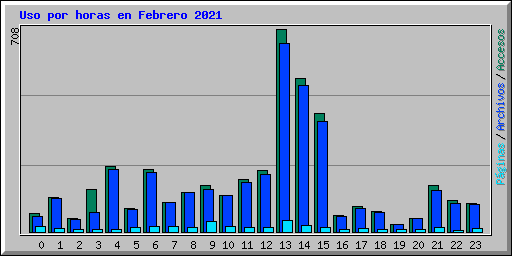 Uso por horas en Febrero 2021
708
Páginas / Archivos / Accesos
0 1 2 3 4 5 6 7 8 9 10 11 12 13 14 15 16 17 18 19 20 21 22 23